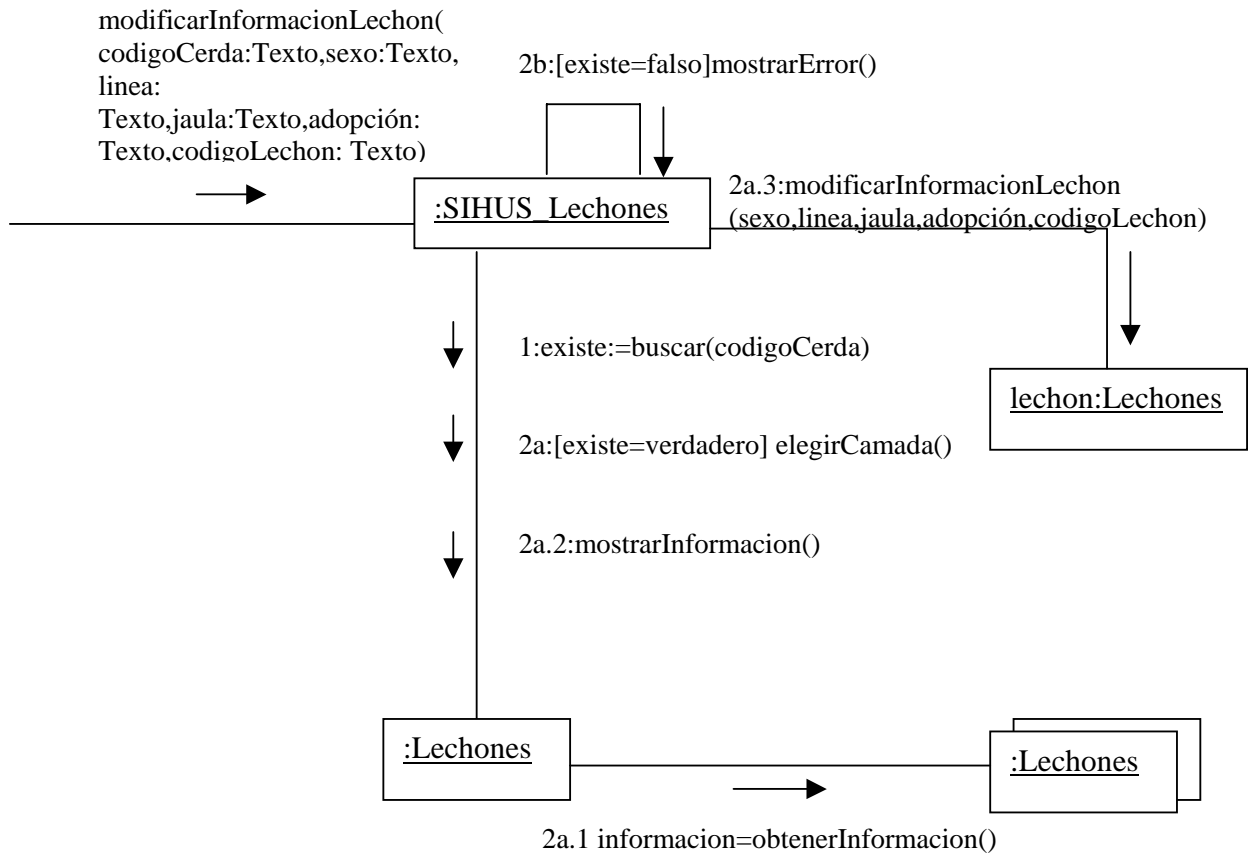 modificarInformacionLechon(
codigoCerda:Texto,sexo:Texto,
linea:
Texto,jaula:Texto,adopción:
Texto,codigoLechon: Texto)
2b:[existe=falso]mostrarError()
:SIHUS_Lechones
2a.3:modificarInformacionLechon
(sexo,linea,jaula,adopción,codigoLechon)
1:existe:=buscar(codigoCerda)
lechon:Lechones
2a:[existe=verdadero] elegirCamada()
2a.2:mostrarInformacion()
:Lechones
:Lechones
2a.1 informacion=obtenerInformacion()